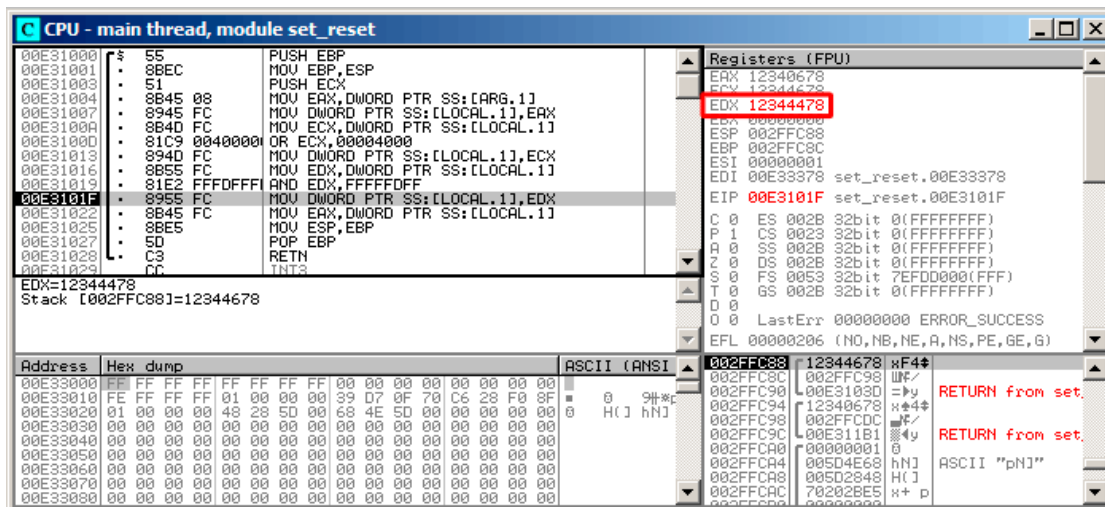 C CPU - main thread, module set_reset
00E31000 $ 55 PUSH EBP
00E31001 . 8BEC MOV EBP,ESP
00E31003 . 51 PUSH ECX
00E31004 . 8B45 08 MOV EAX,DWORD PTR SS:[ARG.1]
00E31007 . 8945 FC MOV DWORD PTR SS:[LOCAL.1],EAX
00E3100A . 8B4D FC MOV ECX,DWORD PTR SS:[LOCAL.1]
00E3100D . 81C9 0040000 OR ECX,00004000
00E31013 . 894D FC MOV DWORD PTR SS:[LOCAL.1],ECX
00E31016 . 8B55 FC MOV EDX,DWORD PTR SS:[LOCAL.1]
00E31019 . 81E2 FFFDFFF AND EDX,FFFFFDFF
00E3101F . 8955 FC MOV DWORD PTR SS:[LOCAL.1],EDX
00E31022 . 8B45 FC MOV EAX,DWORD PTR SS:[LOCAL.1]
00E31025 . 8BE5 MOV ESP,EBP
00E31027 . 5D POP EBP
00E31028 . C3 RETN
00E31029 CC INT3
EDX=12344478
Stack [002FFC88]=12344678
Registers (FPU)
EAX 12340678
ECX 12344678
EDX 12344478
EBX 00000000
ESP 002FFC88
EBP 002FFC8C
ESI 00000001
EDI 00E33378 set_reset.00E33378
EIP 00E3101F set_reset.00E3101F
C 0 ES 002B 32bit 0(FFFFFFFF)
P 1 CS 0023 32bit 0(FFFFFFFF)
A 0 SS 002B 32bit 0(FFFFFFFF)
Z 0 DS 002B 32bit 0(FFFFFFFF)
S 0 FS 0053 32bit 7EFDD000(FFF)
T 0 GS 002B 32bit 0(FFFFFFFF)
D 0
O 0 LastErr 00000000 ERROR_SUCCESS
EFL 00000206 (NO,NB,NE,A,NS,PE,GE,G)
Address Hex dump ASCII (ANSI
00E33000 FF FF FF FF FF FF FF FF 00 00 00 00 00 00 00 00
00E33010 FE FF FF FF 01 00 00 00 39 D7 0F 70 C6 28 F0 8F
00E33020 01 00 00 00 48 28 5D 00 68 4E 5D 00 00 00 00 00 H(] hN]
00E33030 00 00 00 00 00 00 00 00 00 00 00 00 00 00 00 00
00E33040 00 00 00 00 00 00 00 00 00 00 00 00 00 00 00 00
00E33050 00 00 00 00 00 00 00 00 00 00 00 00 00 00 00 00
00E33060 00 00 00 00 00 00 00 00 00 00 00 00 00 00 00 00
00E33070 00 00 00 00 00 00 00 00 00 00 00 00 00 00 00 00
00E33080 00 00 00 00 00 00 00 00 00 00 00 00 00 00 00 00
002FFC88 12344678 xF4
002FFC8C 002FFC98
002FFC90 00E3103D RETURN from set_
002FFC94 12340678
002FFC98 002FFCDC
002FFC9C 00E311B1 RETURN from set_
002FFCA0 00000001
002FFCA4 005D4E68 hN] ASCII "pN]"
002FFCA8 005D2848 H(]
002FFCAC 70202BE5 x+ p